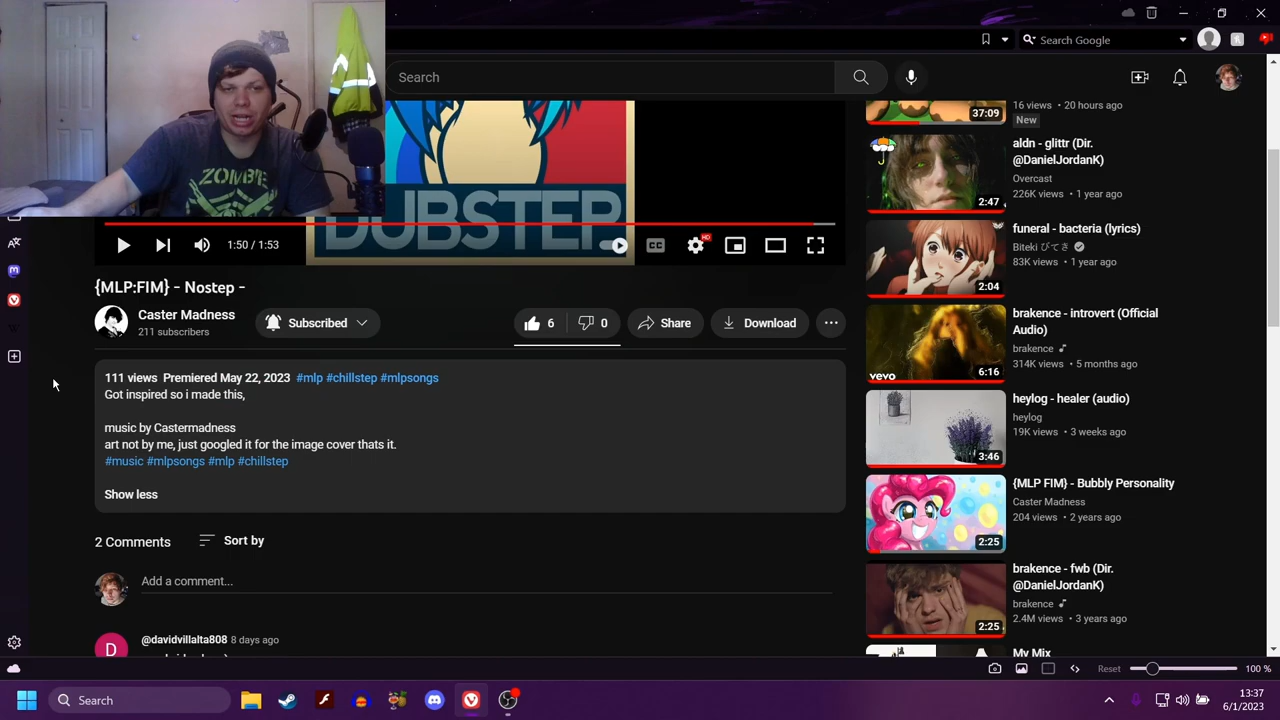 Search Google
Search
ZOMBIE
DUBSTEP
1:50 / 1:53
CC
HD
{MLP:FIM} - Nostep -
Caster Madness
211 subscribers
Subscribed
6
0
Share
Download
111 views Premiered May 22, 2023 #mlp #chillstep #mlpsongs
Got inspired so i made this,
music by Castermadness
art not by me, just googled it for the image cover thats it.
#music #mlpsongs #mlp #chillstep
Show less
2 Comments
Sort by
Add a comment...
D
@davidvillalta808 8 days ago
37:09
16 views • 20 hours ago
New
2:47
aldn - glittr (Dir.
@DanielJordanK)
Overcast
226K views • 1 year ago
2:04
funeral - bacteria (lyrics)
Biteki びてき
83K views • 1 year ago
vevo
6:16
brakence - introvert (Official
Audio)
brakence
314K views • 5 months ago
3:46
heylog - healer (audio)
heylog
19K views • 3 weeks ago
2:25
{MLP FIM} - Bubbly Personality
Caster Madness
204 views • 2 years ago
2:25
brakence - fwb (Dir.
@DanielJordanK)
brakence
2.4M views • 3 years ago
My Mix
Reset
100 %
Search
13:37
6/1/2023